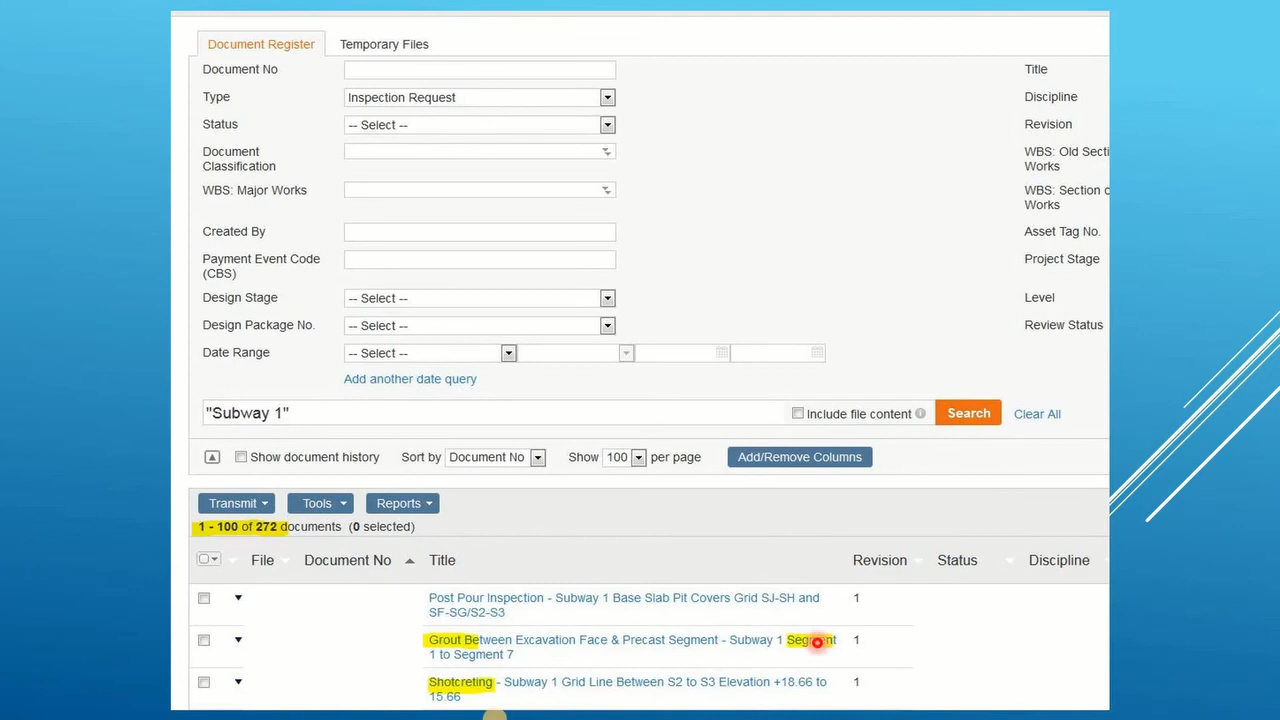 Document Register Temporary Files
Document No Title
Type Inspection Request Discipline
Status -- Select -- Revision
Document WBS: Old Secti
Classification Works
WBS: Major Works WBS: Section o
Works
Created By Asset Tag No.
Payment Event Code Project Stage
(CBS)
Design Stage -- Select -- Level
Design Package No. -- Select -- Review Status
Date Range -- Select --
Add another date query
"Subway 1" Include file content Search Clear All
Show document history Sort by Document No Show 100 per page Add/Remove Columns
Transmit Tools Reports
1 - 100 of 272 documents (0 selected)
File Document No Title Revision Status Discipline
Post Pour Inspection - Subway 1 Base Slab Pit Covers Grid SJ-SH and 1
SF-SG/S2-S3
Grout Between Excavation Face & Precast Segment - Subway 1 Segment 1
1 to Segment 7
Shotcreting - Subway 1 Grid Line Between S2 to S3 Elevation +18.66 to 1
15.66